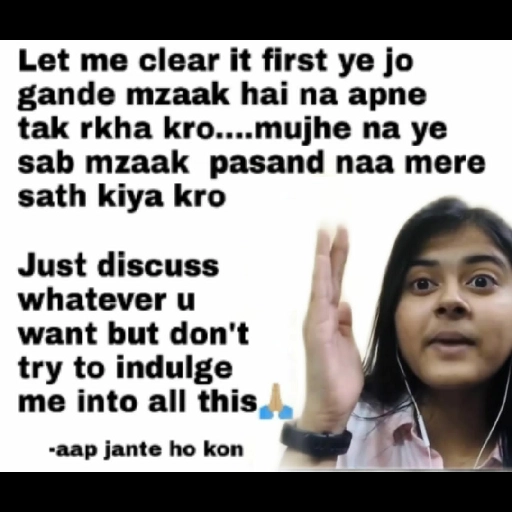 Let me clear it first ye jo
gande mzaak hai na apne
tak rkha kro....mujhe na ye
sab mzaak pasand naa mere
sath kiya kro
Just discuss
whatever u
want but don't
try to indulge
me into all this🙏🏼
-aap jante ho kon